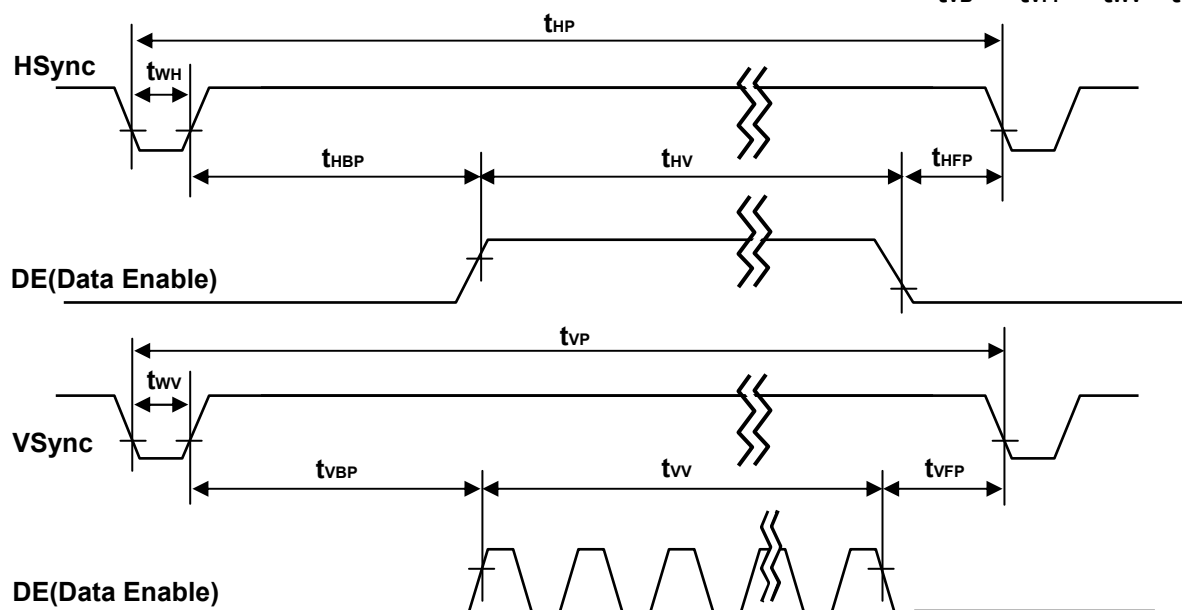 tHP
HSync
tWH
tHBP
tHV
tHFP
DE(Data Enable)
tVP
tWV
VSync
tVBP
tVV
tVFP
DE(Data Enable)